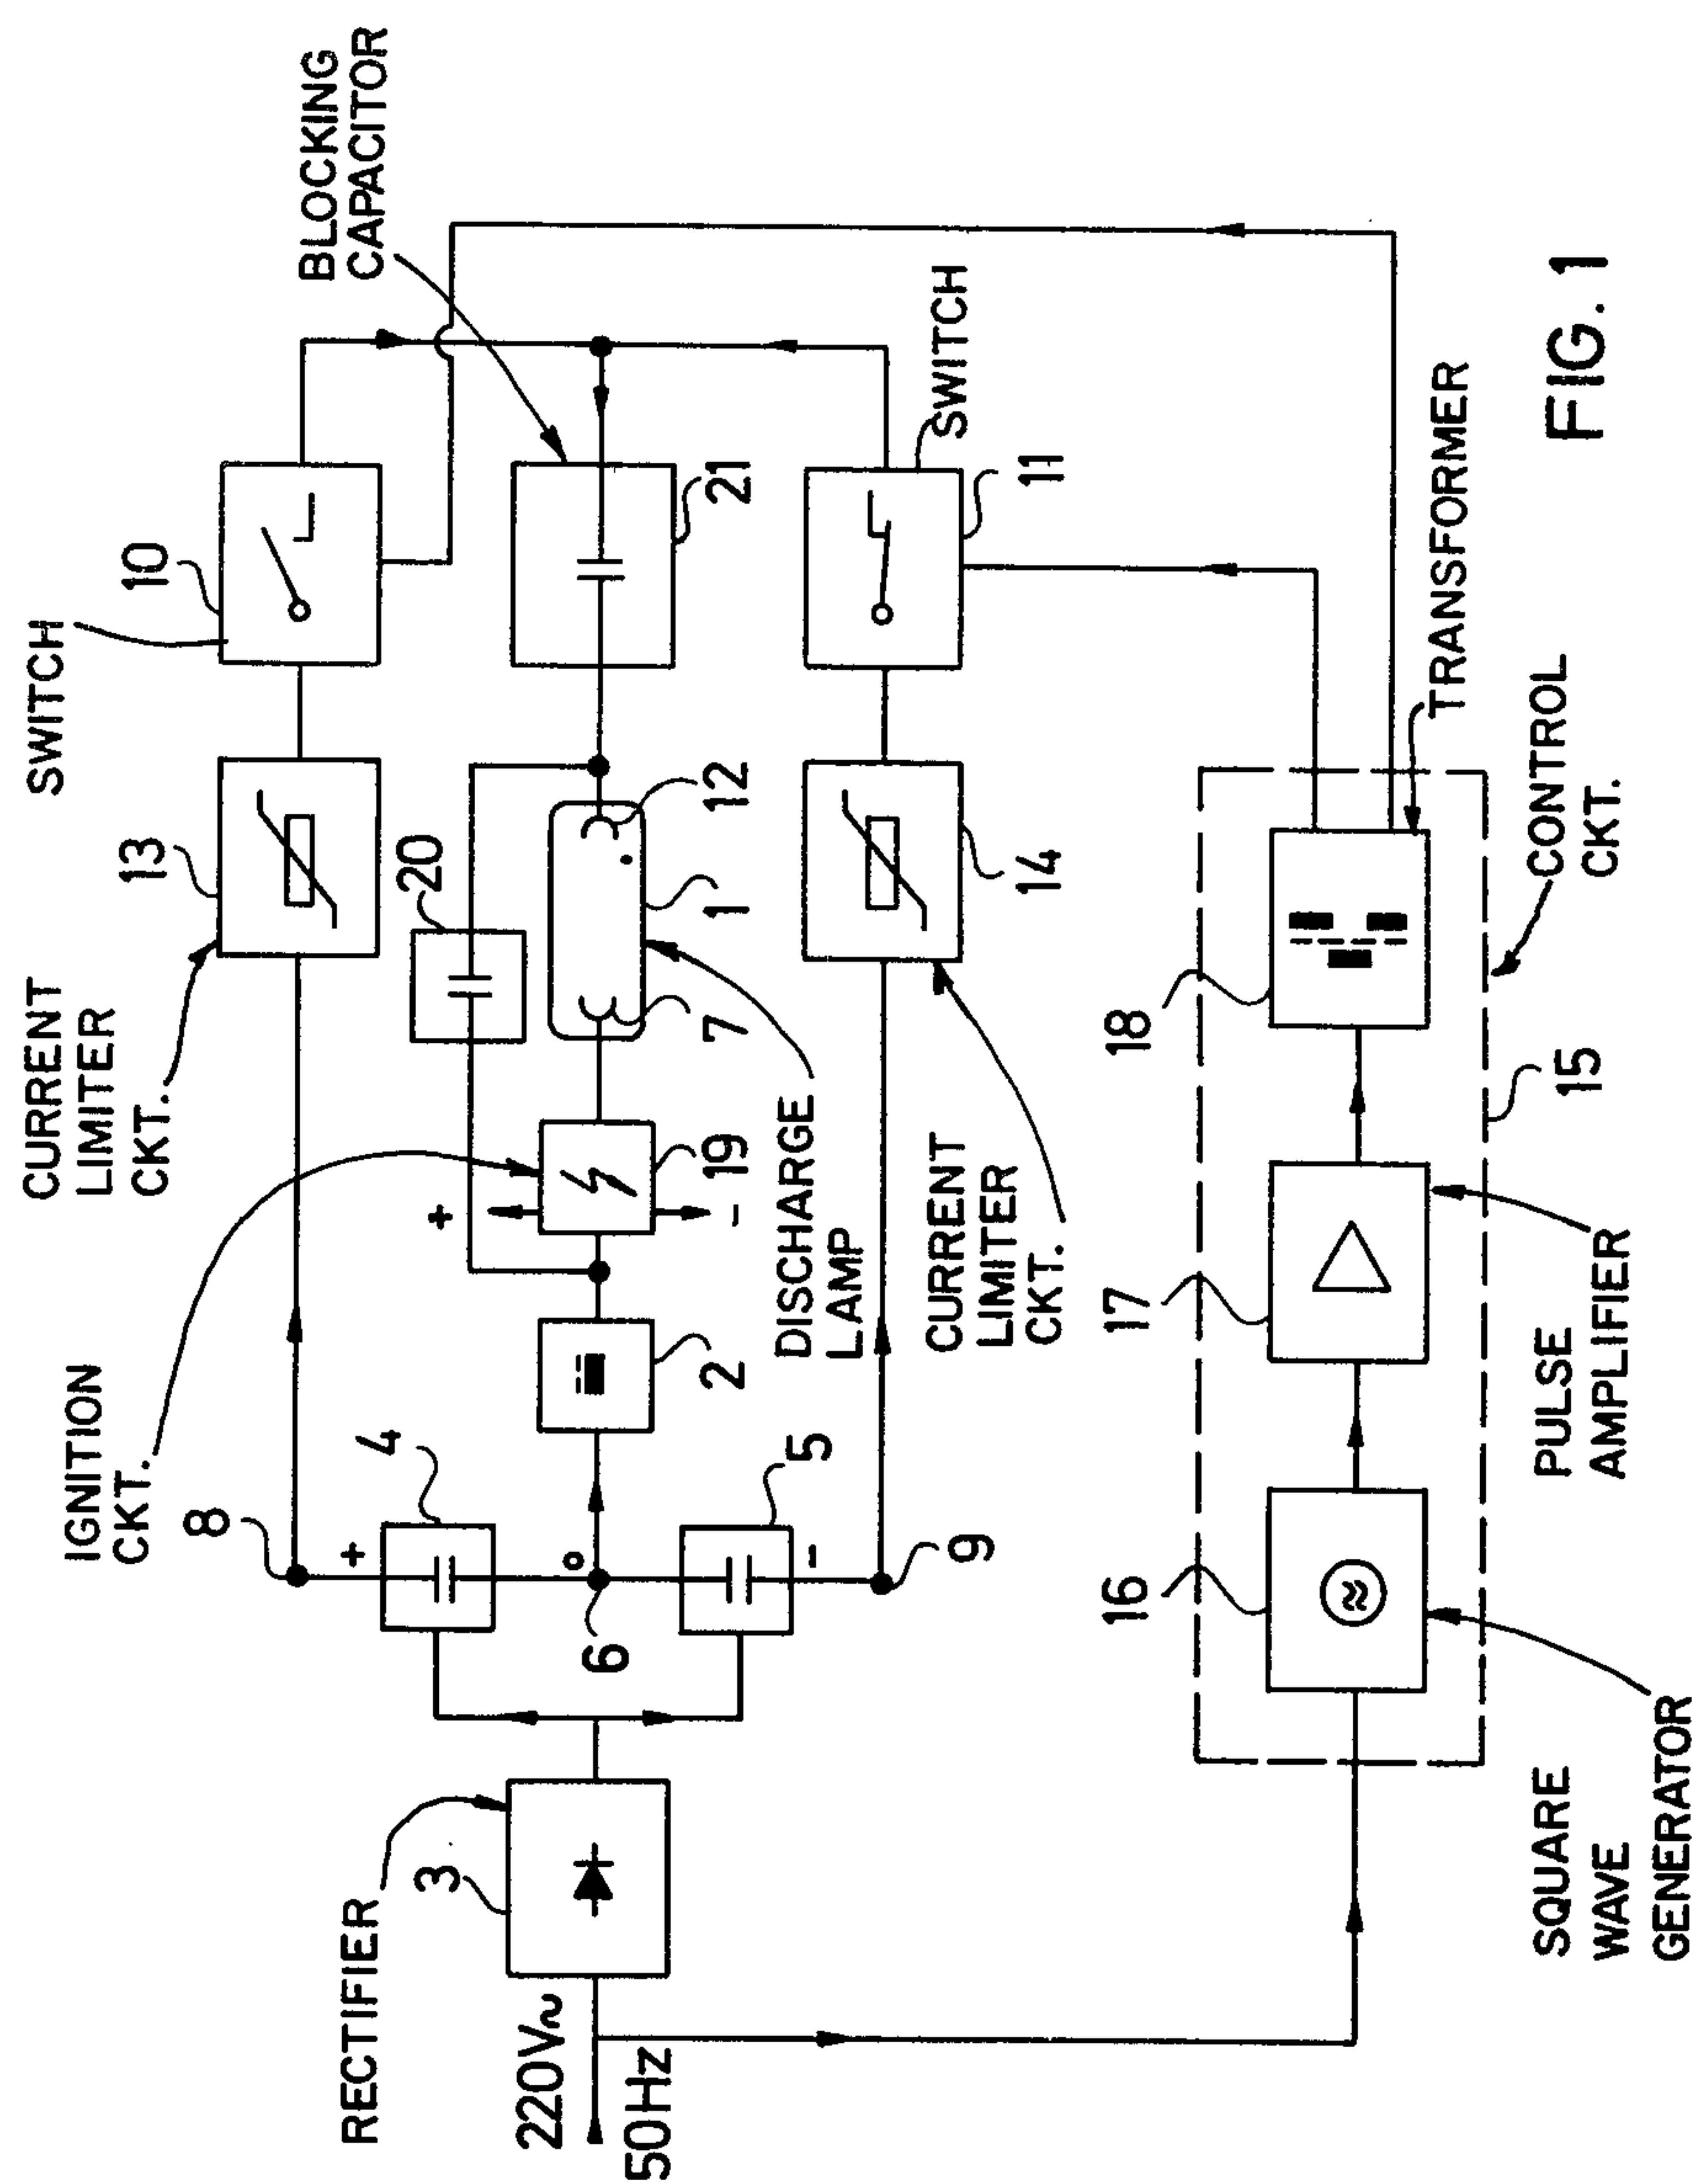 SWITCH
10
BLOCKING
CAPACITOR
CURRENT
LIMITER
CKT.
13
IGNITION
CKT.
8
+
4
20
+
21
RECTIFIER
3
220V~
50Hz
o
6
5
-
9
2
19
-
7
12
1
DISCHARGE
LAMP
CURRENT
LIMITER
CKT.
14
11
SWITCH
16
17
18
15
SQUARE
WAVE
GENERATOR
PULSE
AMPLIFIER
CONTROL
CKT.
TRANSFORMER
FIG. 1